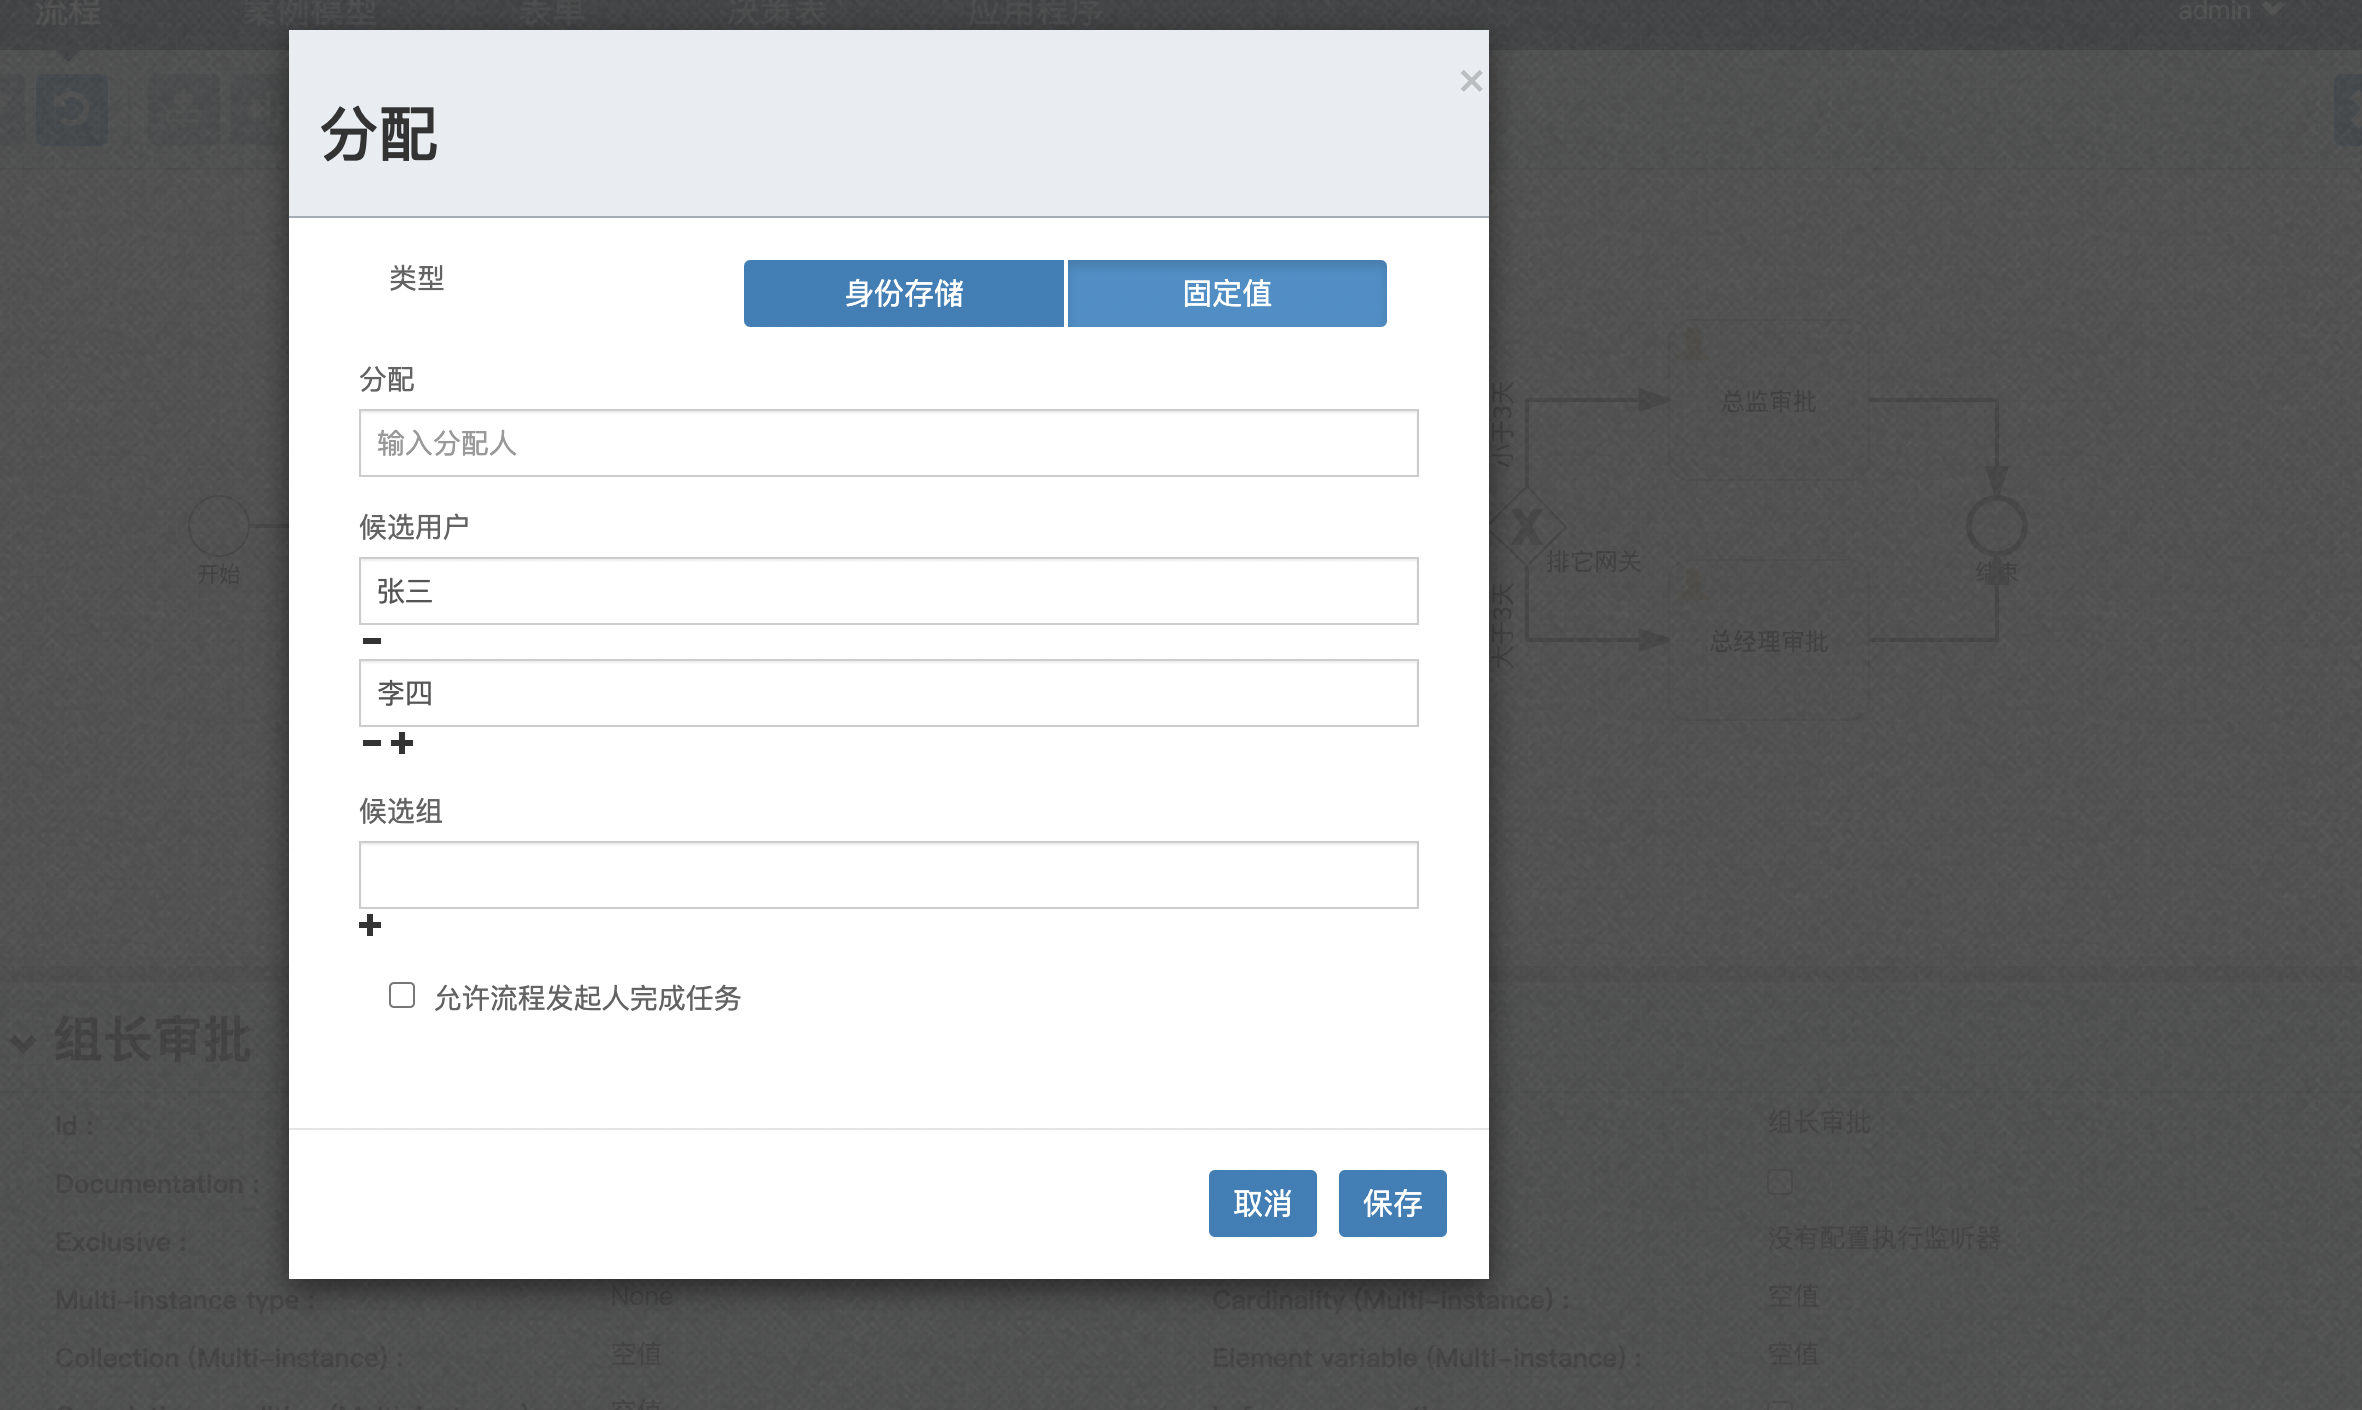 流程 案例模型 表单 决策表 应用程序 admin
分配
×
类型 身份存储 固定值
分配
输入分配人
候选用户
张三
李四
候选组
允许流程发起人完成任务
取消 保存
开始
小于3天
总监审批
X
排它网关
结束
大于3天
总经理审批
组长审批
Id :
组长审批
Documentation :
Exclusive :
没有配置执行监听器
Multi-instance type : None Cardinality (Multi-instance) : 空值
Collection (Multi-instance) : 空值 Element variable (Multi-instance) : 空值
空值